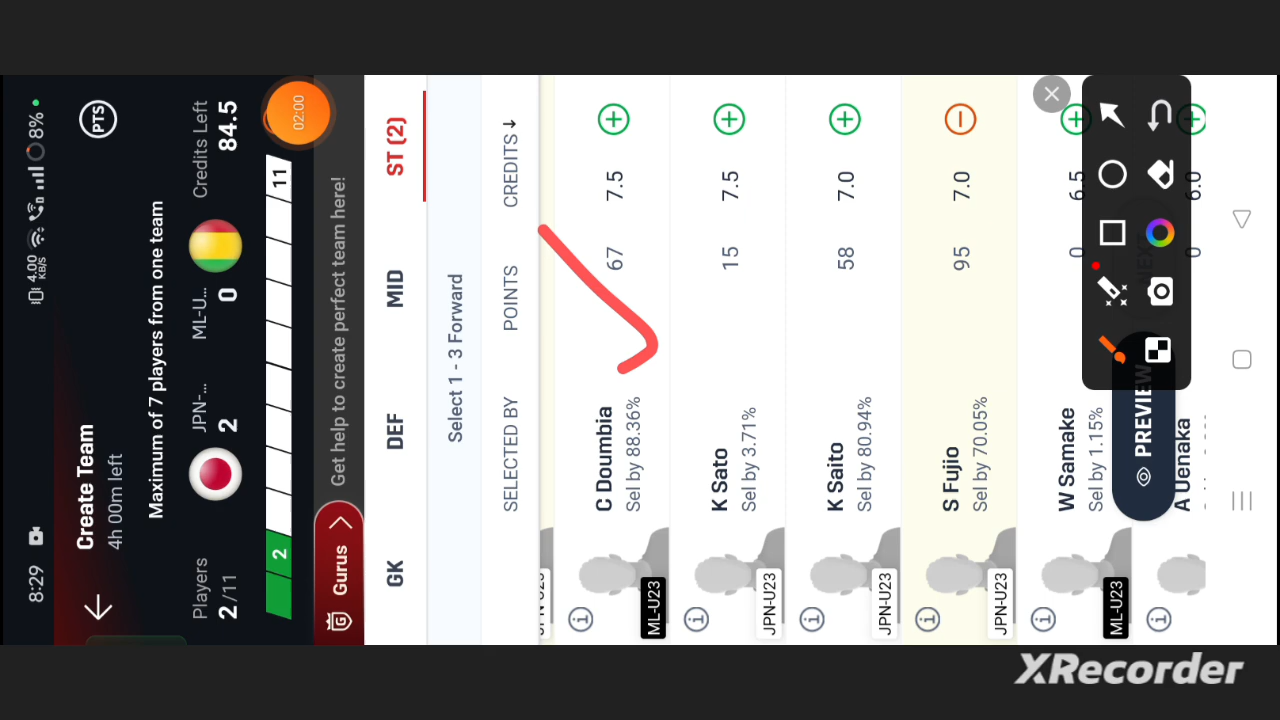 8:29
4.00 KB/S
8%
Create Team
4h 00m left
PTS
Maximum of 7 players from one team
Players
2/11
JPN-...
2
ML-U...
0
Credits Left
84.5
2
11
02:00
Gurus
Get help to create perfect team here!
GK
DEF
MID
ST (2)
Select 1 - 3 Forward
SELECTED BY
POINTS
CREDITS ↓
C Doumbia
Sel by 88.36%
ML-U23
67
7.5
K Sato
Sel by 3.71%
JPN-U23
15
7.5
K Saito
Sel by 80.94%
JPN-U23
58
7.0
S Fujio
Sel by 70.05%
JPN-U23
95
7.0
W Samake
Sel by 1.15%
ML-U23
0
6.5
PREVIEW
A Uenaka
0
6.0
XRecorder